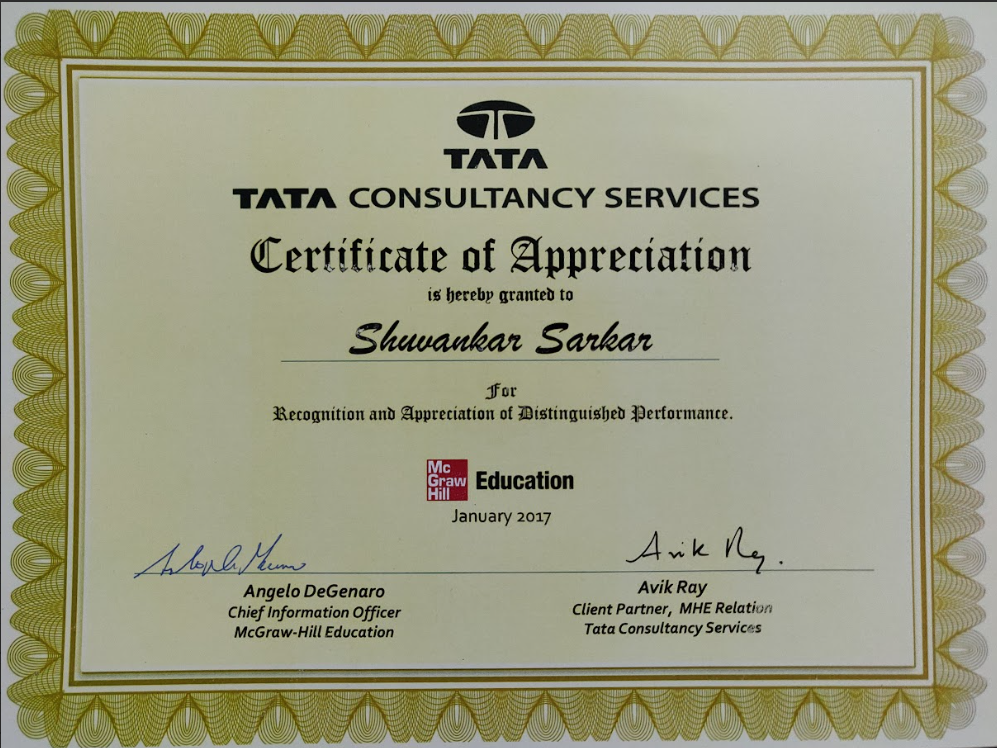 TATA
TATA CONSULTANCY SERVICES
Certificate of Appreciation
is hereby granted to
Shuvankar Sarkar
For
Recognition and Appreciation of Distinguished Performance.
Mc
Graw
Hill
Education
January 2017
Avik Ray.
Angelo DeGenaro
Chief Information Officer
McGraw-Hill Education
Avik Ray
Client Partner, MHE Relation
Tata Consultancy Services